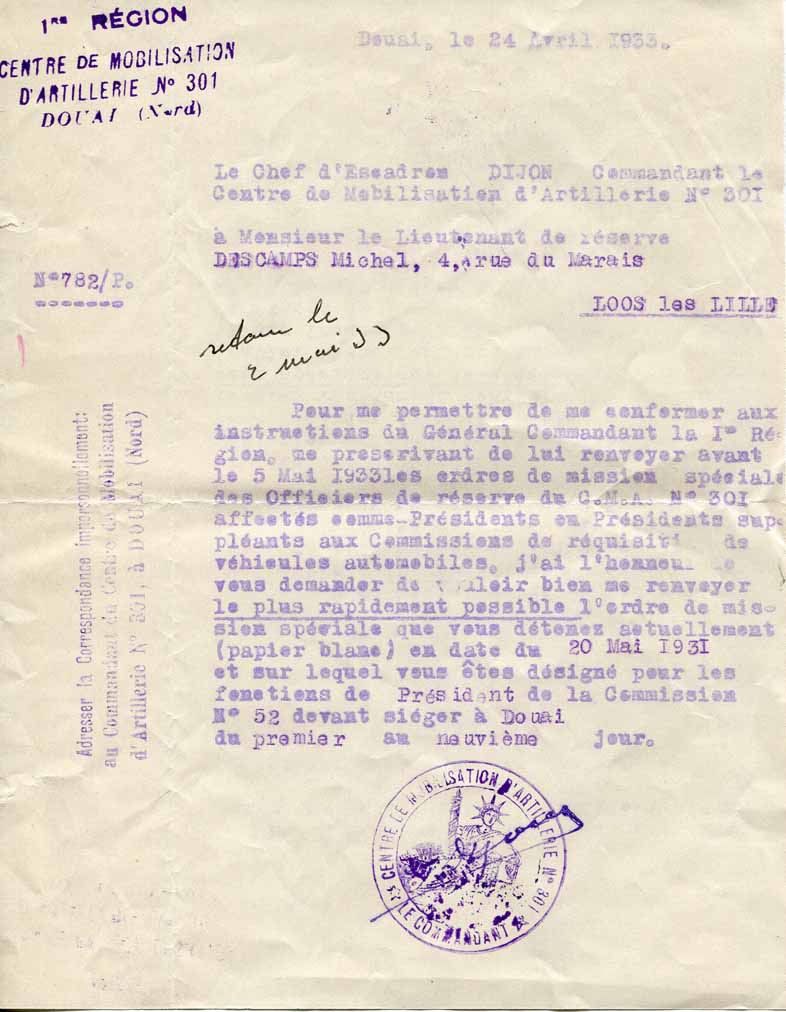 1RE RÉGION
CENTRE DE MOBILISATION
D'ARTILLERIE No 301
DOUAI (Nord)
Douai, le 24 Avril 1933.
Le Chef d'Escadron DIJON Commandant le
Centre de Mobilisation d'Artillerie N° 301
à Monsieur le Lieutenant de réserve
DESCAMPS Michel, 4, rue du Marais
N°782/P.
LOOS les LILLE
retour le
2 mai 33
Pour me permettre de me conformer aux
instructions du Général Commandant la Ire Ré-
gion, me prescrivant de lui renvoyer avant
le 5 Mai 1933les ordres de mission spéciale
des Officiers de réserve du C.M.A. N° 301
affectés comme-Présidents ou Présidents sup-
pléants aux Commissions de réquisiti de
véhicules automobiles, j'ai l'honneur de
vous demander de vouloir bien me renvoyer
le plus rapidement possible l'ordre de mis-
sion spéciale que vous détenez actuellement
(papier blanc) en date du 20 Mai 1931
et sur lequel vous êtes désigné pour les
fonctions de Président de la Commission
N° 52 devant siéger à Douai
du premier au neuvième jour.
Adresser la Correspondance impersonnellement:
au Commandant du Centre de Mobilisation
d'Artillerie N° 301, à DOUAI (Nord)
CENTRE DE MOBILISATION D'ARTILLERIE N° 301
LE COMMANDANT